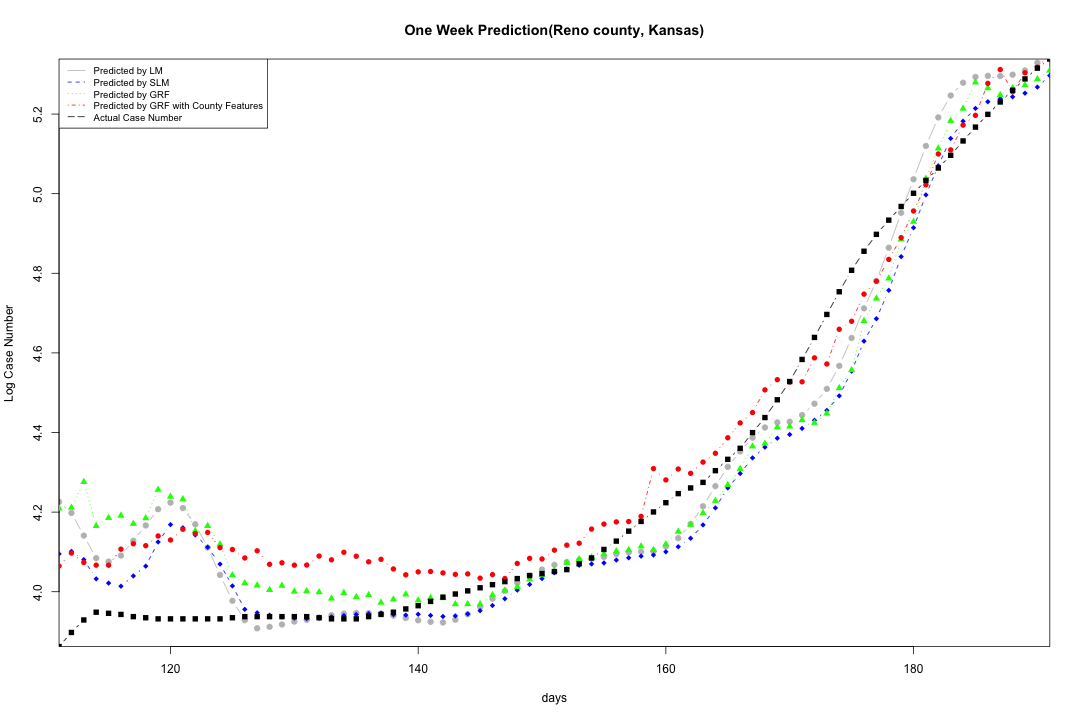 One Week Prediction(Reno county, Kansas)
Predicted by LM
Predicted by SLM
Predicted by GRF
Predicted by GRF with County Features
Actual Case Number
5.2
5.0
4.8
4.6
4.4
4.2
4.0
Log Case Number
120 140 160 180
days